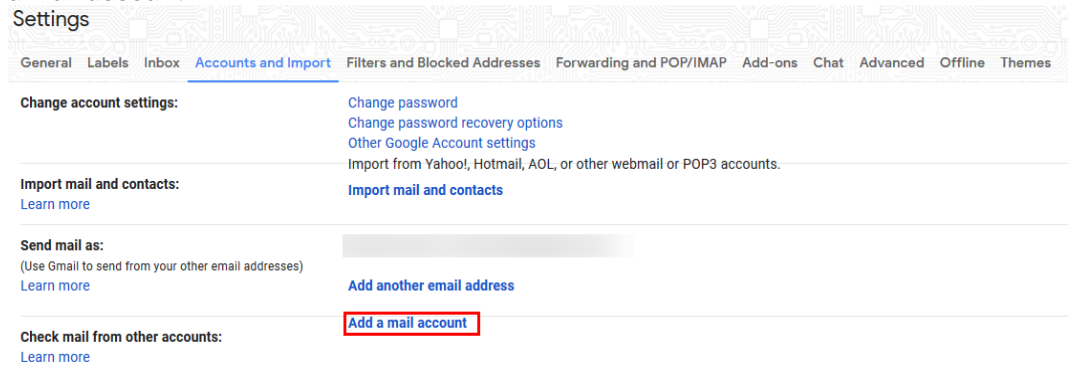 Settings
General Labels Inbox Accounts and Import Filters and Blocked Addresses Forwarding and POP/IMAP Add-ons Chat Advanced Offline Themes
Change account settings:
Change password
Change password recovery options
Other Google Account settings
Import from Yahoo!, Hotmail, AOL, or other webmail or POP3 accounts.
Import mail and contacts:
Import mail and contacts
Learn more
Send mail as:
(Use Gmail to send from your other email addresses)
Learn more
Add another email address
Add a mail account
Check mail from other accounts:
Learn more